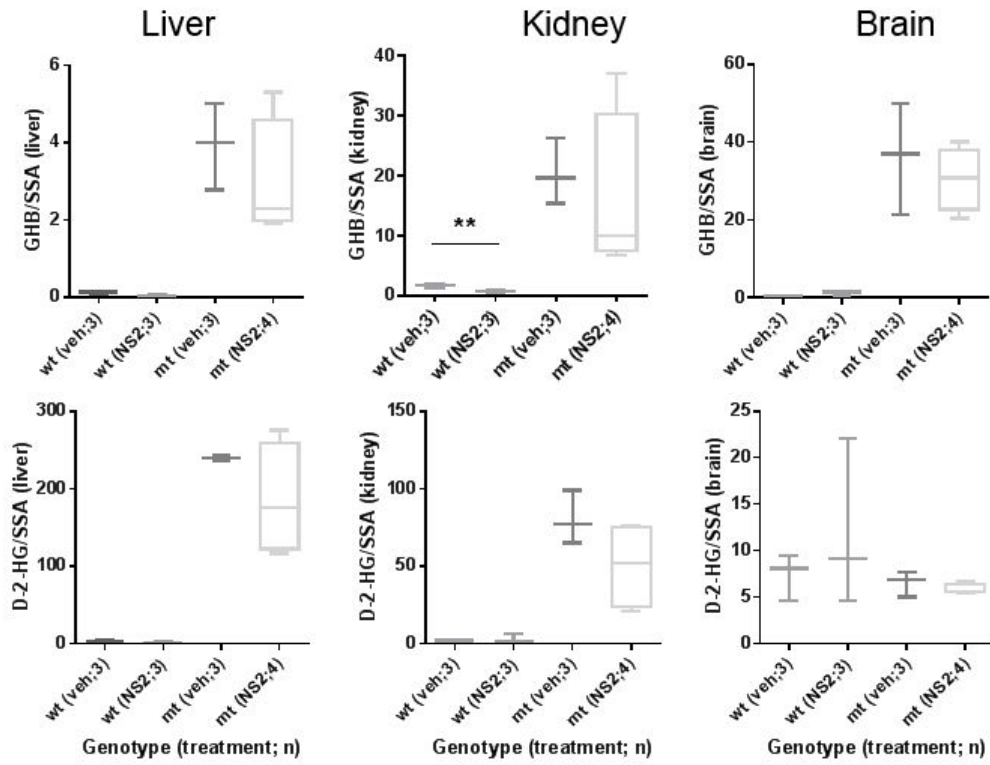 Liver
Kidney
Brain
GHB/SSA (liver)
6
4
2
0
wt (veh;3)
wt (NS2;3)
mt (veh;3)
mt (NS2;4)
GHB/SSA (kidney)
40
30
20
10
0
**
wt (veh;3)
wt (NS2;3)
mt (veh;3)
mt (NS2;4)
GHB/SSA (brain)
60
40
20
0
wt (veh;3)
wt (NS2;3)
mt (veh;3)
mt (NS2;4)
D-2-HG/SSA (liver)
300
200
100
0
wt (veh;3)
wt (NS2;3)
mt (veh;3)
mt (NS2;4)
Genotype (treatment; n)
D-2-HG/SSA (kidney)
150
100
50
0
wt (veh;3)
wt (NS2;3)
mt (veh;3)
mt (NS2;4)
Genotype (treatment; n)
D-2-HG/SSA (brain)
25
20
15
10
5
0
wt (veh;3)
wt (NS2;3)
mt (veh;3)
mt (NS2;4)
Genotype (treatment; n)